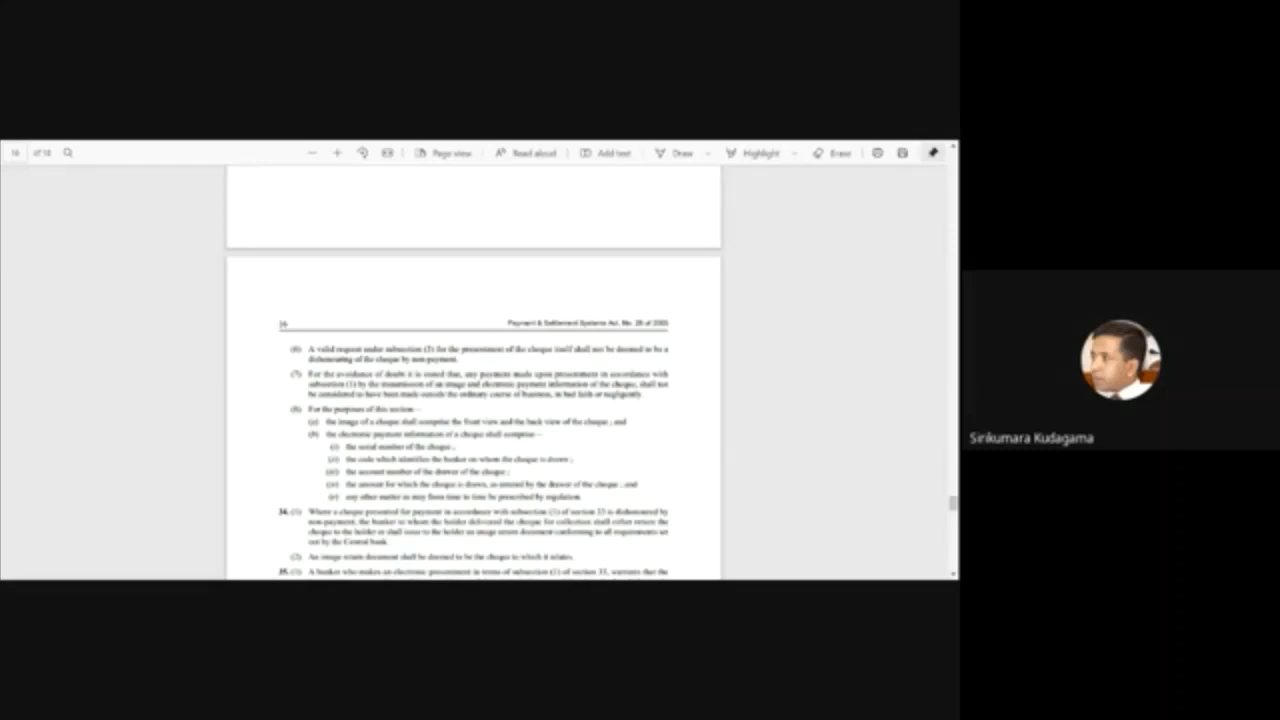 16 of 18
Page view
Read aloud
Add text
Draw
Highlight
Erase
16 Payment & Settlement Systems Act, No. 28 of 2005
(6) A valid request under subsection (3) for the presentment of the cheque itself shall not be deemed to be a
dishonouring of the cheque by non-payment.
(7) For the avoidance of doubt it is stated that, any payment made upon presentment in accordance with
subsection (1) by the transmission of an image and electronic payment information of the cheque, shall not
be considered to have been made outside the ordinary course of business, in bad faith or negligently.
(8) For the purposes of this section—
(a) the image of a cheque shall comprise the front view and the back view of the cheque ; and
(b) the electronic payment information of a cheque shall comprise—
(i) the serial number of the cheque ;
(ii) the code which identifies the banker on whom the cheque is drawn ;
(iii) the account number of the drawer of the cheque ;
(iv) the amount for which the cheque is drawn, as entered by the drawer of the cheque ; and
(v) any other matter as may from time to time be prescribed by regulation.
34. (1) Where a cheque presented for payment in accordance with subsection (1) of section 33 is dishonoured by
non-payment, the banker to whom the holder delivered the cheque for collection shall either return the
cheque to the holder or shall issue to the holder an image return document conforming to all requirements set
out by the Central bank.
(2) An image return document shall be deemed to be the cheque to which it relates.
35. (1) A banker who makes an electronic presentment in terms of subsection (1) of section 33, warrants that the
Sirikumara Kudagama